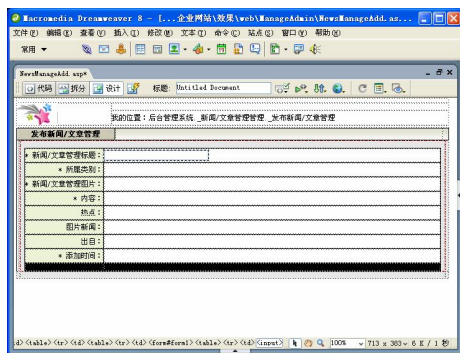 Macromedia Dreamweaver 8 - [...企业网站\效果\web\ManageAdmin\NewsManageAdd.as...
文件(F) 编辑(E) 查看(V) 插入(I) 修改(M) 文本(T) 命令(C) 站点(S) 窗口(W) 帮助(H)
常用
NewsManageAdd.aspx*
代码 拆分 设计 标题: Untitled Document
我的位置：后台管理系统._新闻/文章管理管理._发布新闻/文章管理
发布新闻/文章管理
* 新闻/文章管理标题：
* 所属类别：
* 新闻/文章管理图片：
* 内容：
热点：
图片新闻：
出自：
* 添加时间：
<table> <tr> <td> <table> <tr> <td> <form#form1> <table> <tr> <td> <input> 100% 713 x 363 6 K / 1 秒